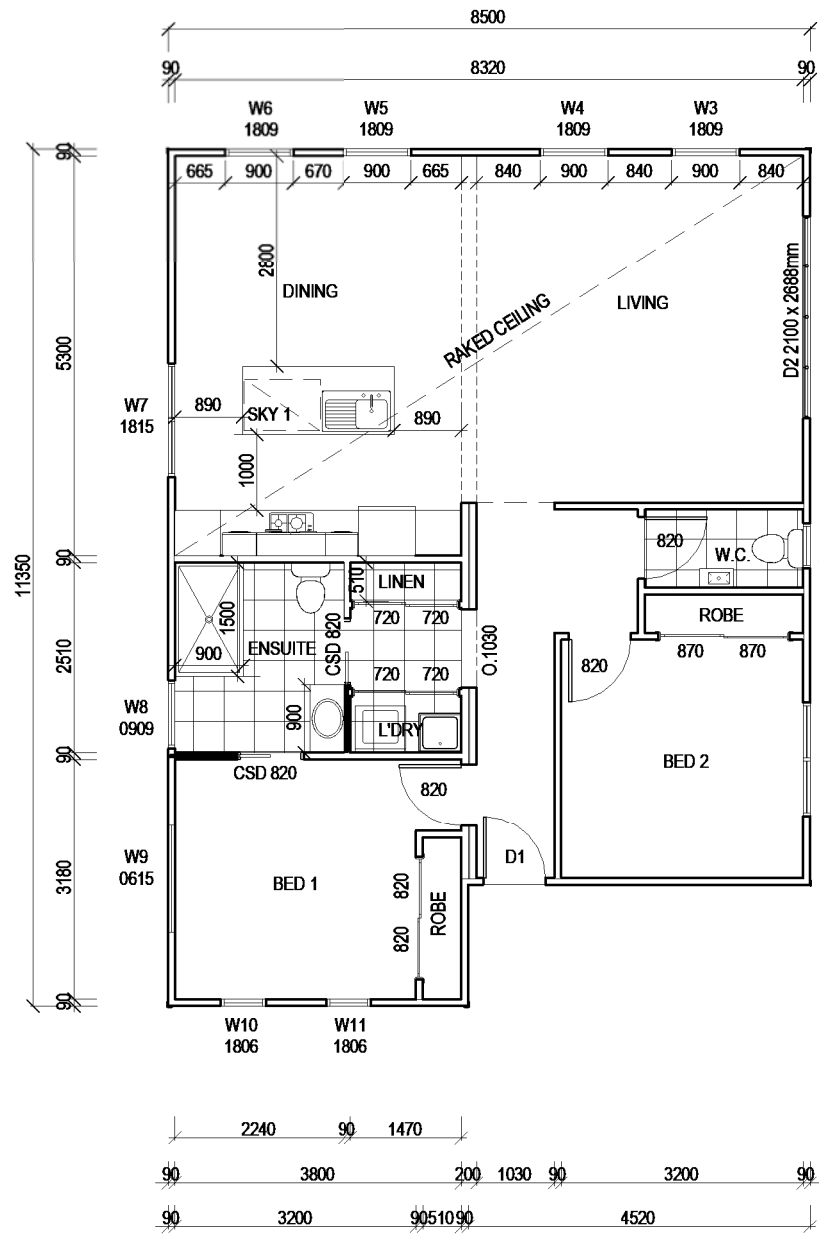 8500
90 8320 90
W6 W5 W4 W3
1809 1809 1809 1809
90
665 900 670 900 665 840 900 840 900 840
2800
DINING
LIVING
RAKED CEILING
D2 2100 x 2688mm
5300
W7
1815
890
SKY 1
890
1000
11350
90
820
W.C.
510
LINEN
1500
720 720
ROBE
900
ENSUITE
CSD 820
O.1030
870 870
2510
720 720
820
W8
0909
900
L'DRY
90
CSD 820
BED 2
820
W9
0615
3180
BED 1
D1
820
820
ROBE
90
W10 W11
1806 1806
2240 90 1470
90 3800 200 1030 90 3200 90
90 3200 90 510 90 4520